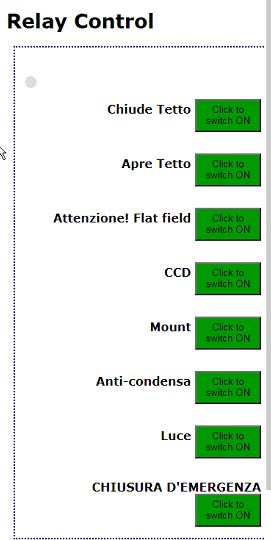 Relay Control
Chiude Tetto
Click to
switch ON
Apre Tetto
Click to
switch ON
Attenzione! Flat field
Click to
switch ON
CCD
Click to
switch ON
Mount
Click to
switch ON
Anti-condensa
Click to
switch ON
Luce
Click to
switch ON
CHIUSURA D'EMERGENZA
Click to
switch ON